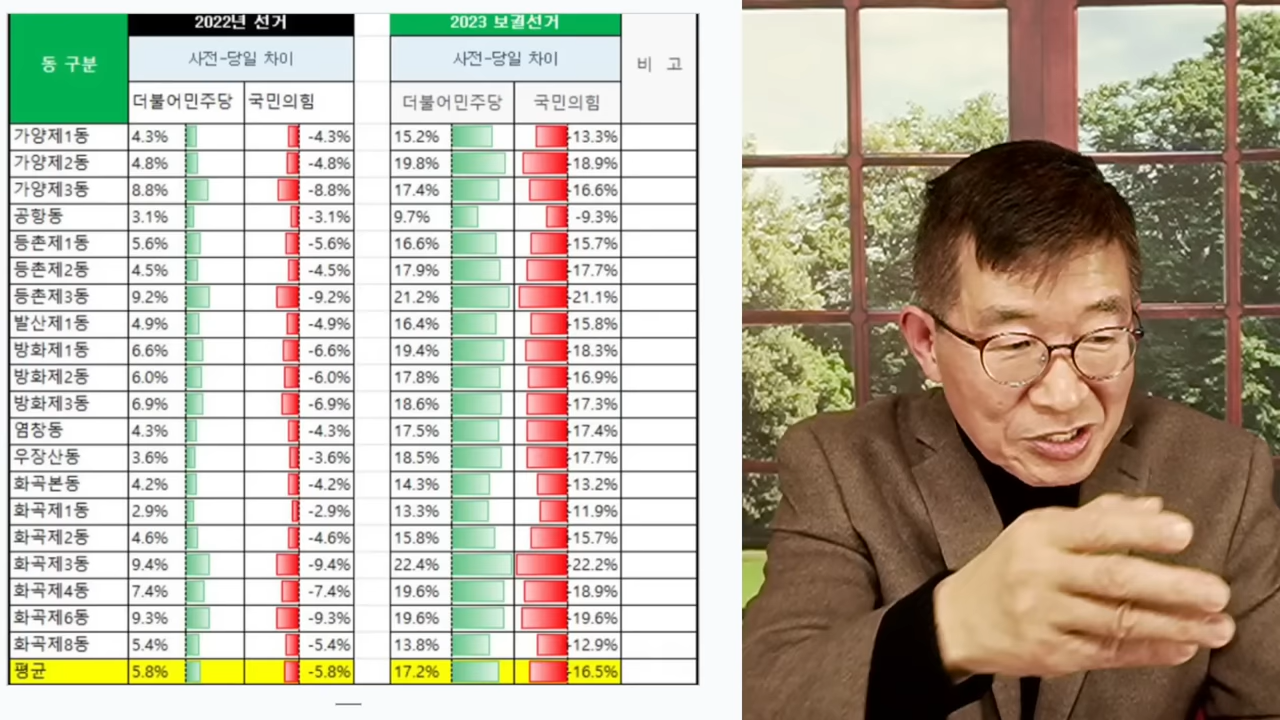 2022년 선거 2023 보궐선거
동 구분 사전-당일 차이 사전-당일 차이 비 고
더불어민주당 국민의힘 더불어민주당 국민의힘
가양제1동 4.3% -4.3% 15.2% -13.3%
가양제2동 4.8% -4.8% 19.8% -18.9%
가양제3동 8.8% -8.8% 17.4% -16.6%
공항동 3.1% -3.1% 9.7% -9.3%
등촌제1동 5.6% -5.6% 16.6% -15.7%
등촌제2동 4.5% -4.5% 17.9% -17.7%
등촌제3동 9.2% -9.2% 21.2% -21.1%
발산제1동 4.9% -4.9% 16.4% -15.8%
방화제1동 6.6% -6.6% 19.4% -18.3%
방화제2동 6.0% -6.0% 17.8% -16.9%
방화제3동 6.9% -6.9% 18.6% -17.3%
염창동 4.3% -4.3% 17.5% -17.4%
우장산동 3.6% -3.6% 18.5% -17.7%
화곡본동 4.2% -4.2% 14.3% -13.2%
화곡제1동 2.9% -2.9% 13.3% -11.9%
화곡제2동 4.6% -4.6% 15.8% -15.7%
화곡제3동 9.4% -9.4% 22.4% -22.2%
화곡제4동 7.4% -7.4% 19.6% -18.9%
화곡제6동 9.3% -9.3% 19.6% -19.6%
화곡제8동 5.4% -5.4% 13.8% -12.9%
평균 5.8% -5.8% 17.2% -16.5%